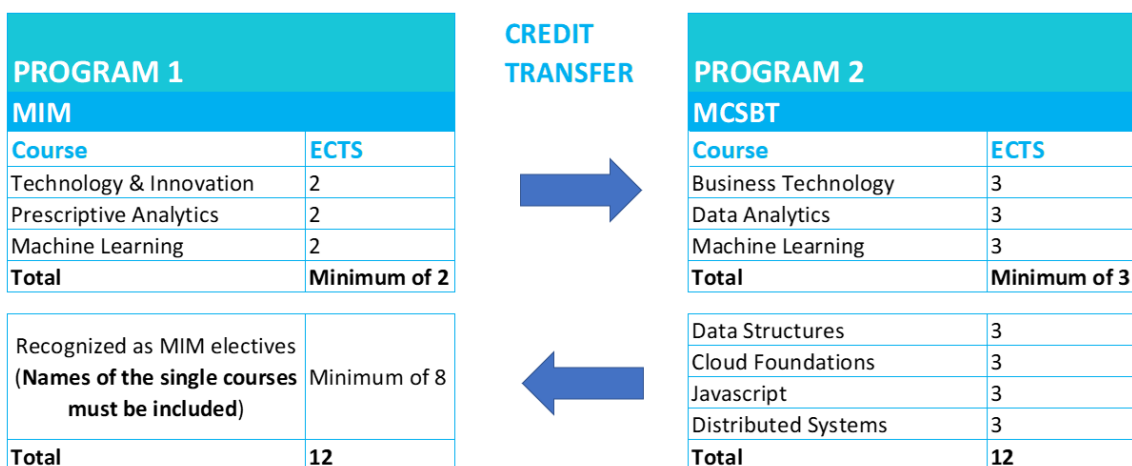 CREDIT
TRANSFER
PROGRAM 1
PROGRAM 2
MIM
MCSBT
Course ECTS
Course ECTS
Technology & Innovation 2
Business Technology 3
Prescriptive Analytics 2
Data Analytics 3
Machine Learning 2
Machine Learning 3
Total Minimum of 2
Total Minimum of 3
Recognized as MIM electives
(Names of the single courses
must be included)
Minimum of 8
Data Structures 3
Cloud Foundations 3
Javascript 3
Distributed Systems 3
Total 12
Total 12